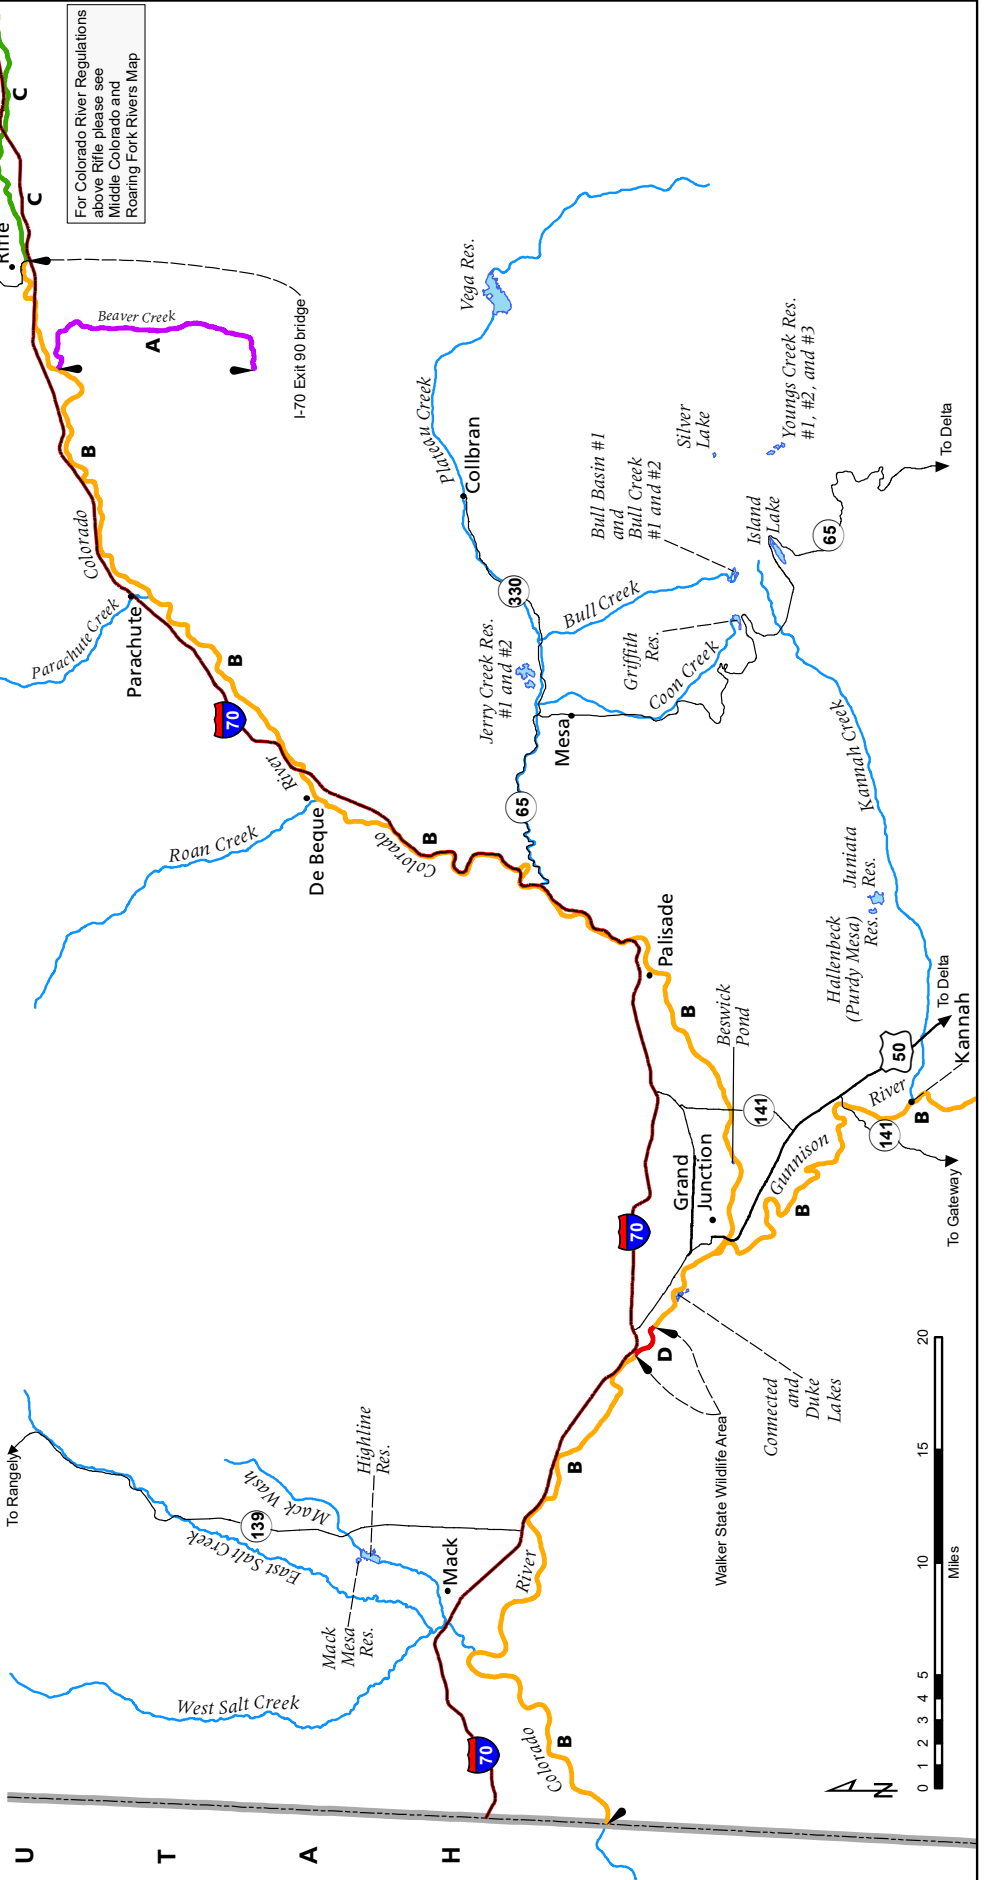 For Colorado River Regulations
above Rifle please see
Middle Colorado and
Roaring Fork Rivers Map
C
C
Rifle
I-70 Exit 90 bridge
Beaver Creek
A
B
Colorado
Parachute Creek
Parachute
B
70
River
Roan Creek
De Beque
Colorado
B
Vega Res.
Plateau Creek
Collbran
330
Silver
Lake
Youngs Creek Res.
#1, #2, and #3
Bull Basin #1
and
Bull Creek
#1 and #2
Island
Lake
65
To Delta
Bull Creek
Griffith
Res.
Coon Creek
Jerry Creek Res.
#1 and #2
Mesa
65
Kannah Creek
Juniata
Res.
Hallenbeck
(Purdy Mesa)
Res.
Palisade
B
Beswick
Pond
To Delta
Kannah
50
River
B
141
141
To Gateway
Gunnison
B
Grand
Junction
70
D
Walker State Wildlife Area
Connected
and
Duke
Lakes
B
To Rangely
139
Mack Wash
East Salt Creek
Highline
Res.
Mack
Mesa
Res.
Mack
River
West Salt Creek
70
Colorado
B
U
T
A
H
N
0 1 2 3 4 5 10 15 20
Miles